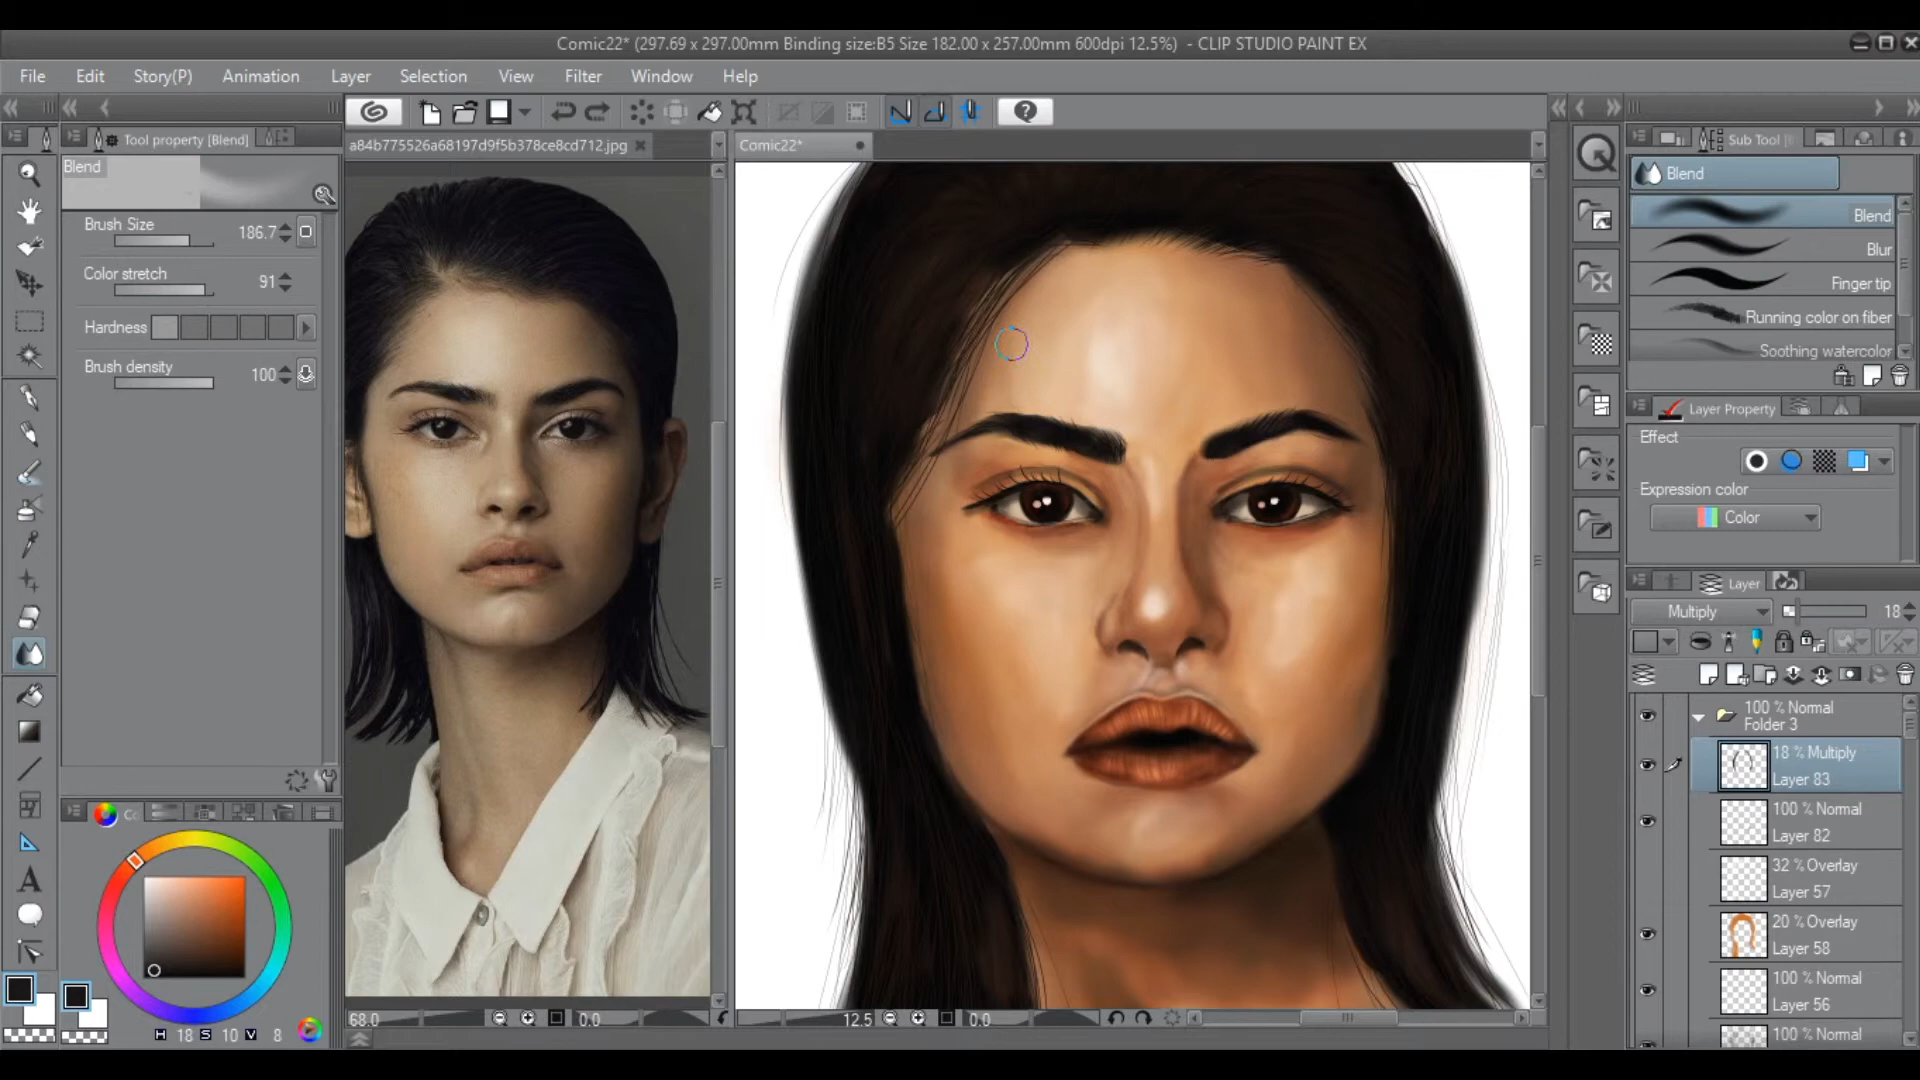 Comic22* (297.69 x 297.00mm Binding size:B5 Size 182.00 x 257.00mm 600dpi 12.5%) - CLIP STUDIO PAINT EX
File Edit Story(P) Animation Layer Selection View Filter Window Help
Tool property [Blend]
a84b775526a68197d9f5b378ce8cd712.jpg
Comic22*
Sub Tool [
Blend
Blend
Brush Size 186.7
Color stretch 91
Hardness
Brush density 100
Blend
Blur
Finger tip
Running color on fiber
Soothing watercolor
Layer Property
Effect
Expression color
Color
Layer
Multiply 18
100 % Normal
Folder 3
18 % Multiply
Layer 83
100 % Normal
Layer 82
32 % Overlay
Layer 57
20 % Overlay
Layer 58
100 % Normal
Layer 56
100 % Normal
Co
A
H 18 S 10 V 8
68.0 0.0
12.5 0.0